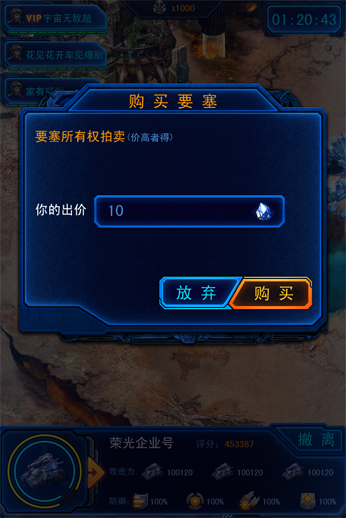 x1000
VIP宇宙无敌超
01:20:43
花见花开车见爆胎
家有
购买要塞
要塞所有权拍卖(价高者得)
你的出价
10
放弃
购买
荣光企业号
评分: 453387
撤离
攻击力
100120
100120
100120
防御
100%
100%
100%
100%